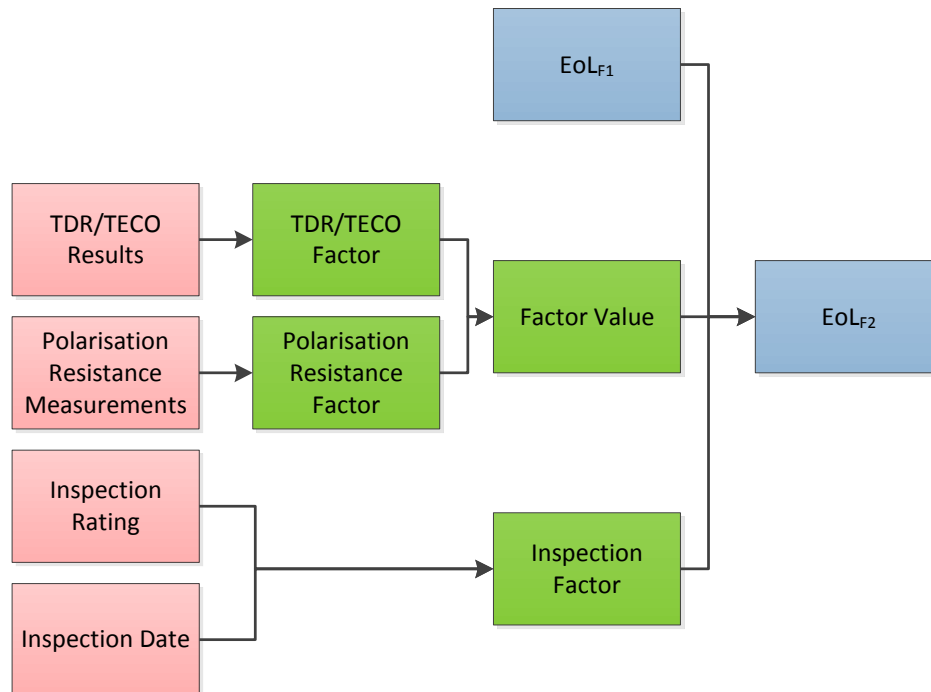 EoLF1
TDR/TECO
Results
TDR/TECO
Factor
Factor Value
EoLF2
Polarisation
Resistance
Measurements
Polarisation
Resistance
Factor
Inspection
Rating
Inspection
Factor
Inspection Date